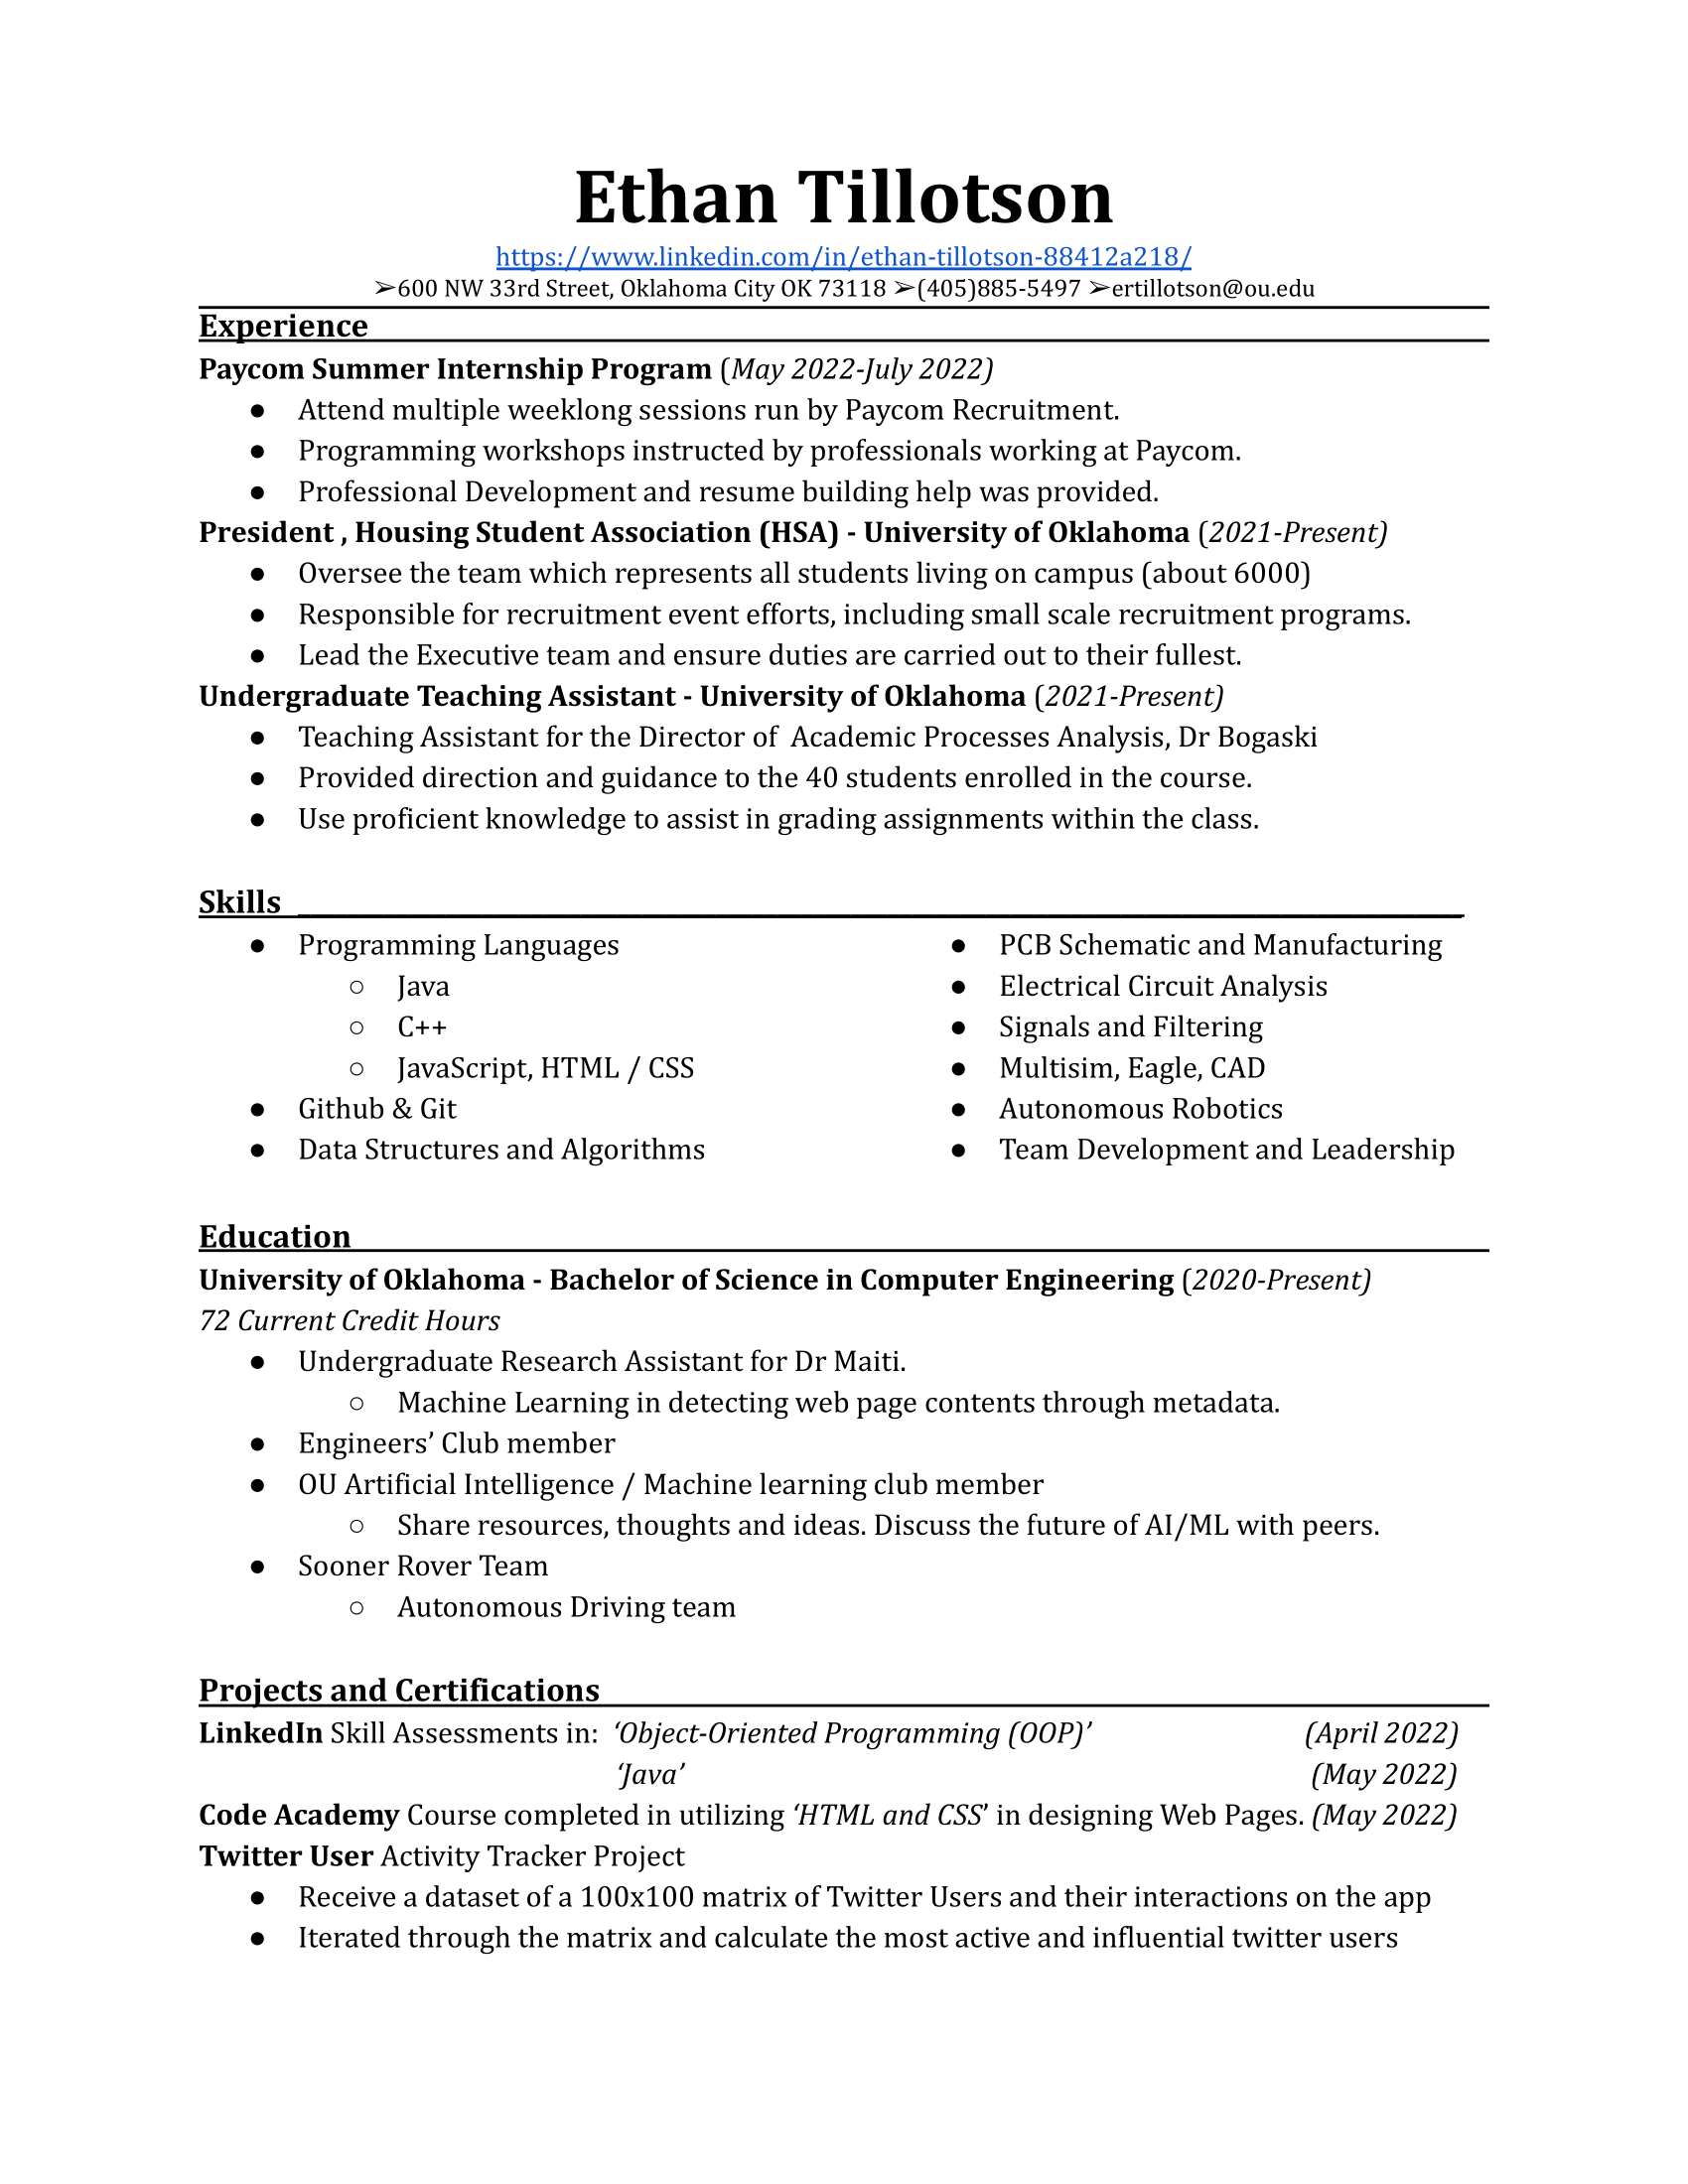 Ethan Tillotson
https://www.linkedin.com/in/ethan-tillotson-88412a218/
➢600 NW 33rd Street, Oklahoma City OK 73118 ➢(405)885-5497 ➢ertillotson@ou.edu
Experience
Paycom Summer Internship Program (May 2022-July 2022)
● Attend multiple weeklong sessions run by Paycom Recruitment.
● Programming workshops instructed by professionals working at Paycom.
● Professional Development and resume building help was provided.
President , Housing Student Association (HSA) - University of Oklahoma (2021-Present)
● Oversee the team which represents all students living on campus (about 6000)
● Responsible for recruitment event efforts, including small scale recruitment programs.
● Lead the Executive team and ensure duties are carried out to their fullest.
Undergraduate Teaching Assistant - University of Oklahoma (2021-Present)
● Teaching Assistant for the Director of  Academic Processes Analysis, Dr Bogaski
● Provided direction and guidance to the 40 students enrolled in the course.
● Use proficient knowledge to assist in grading assignments within the class.
Skills
● Programming Languages
○ Java
○ C++
○ JavaScript, HTML / CSS
● Github & Git
● Data Structures and Algorithms
● PCB Schematic and Manufacturing
● Electrical Circuit Analysis
● Signals and Filtering
● Multisim, Eagle, CAD
● Autonomous Robotics
● Team Development and Leadership
Education
University of Oklahoma - Bachelor of Science in Computer Engineering (2020-Present)
72 Current Credit Hours
● Undergraduate Research Assistant for Dr Maiti.
○ Machine Learning in detecting web page contents through metadata.
● Engineers’ Club member
● OU Artificial Intelligence / Machine learning club member
○ Share resources, thoughts and ideas. Discuss the future of AI/ML with peers.
● Sooner Rover Team
○ Autonomous Driving team
Projects and Certifications
LinkedIn Skill Assessments in:  ‘Object-Oriented Programming (OOP)’ (April 2022)
‘Java’ (May 2022)
Code Academy Course completed in utilizing ‘HTML and CSS’ in designing Web Pages. (May 2022)
Twitter User Activity Tracker Project
● Receive a dataset of a 100x100 matrix of Twitter Users and their interactions on the app
● Iterated through the matrix and calculate the most active and influential twitter users